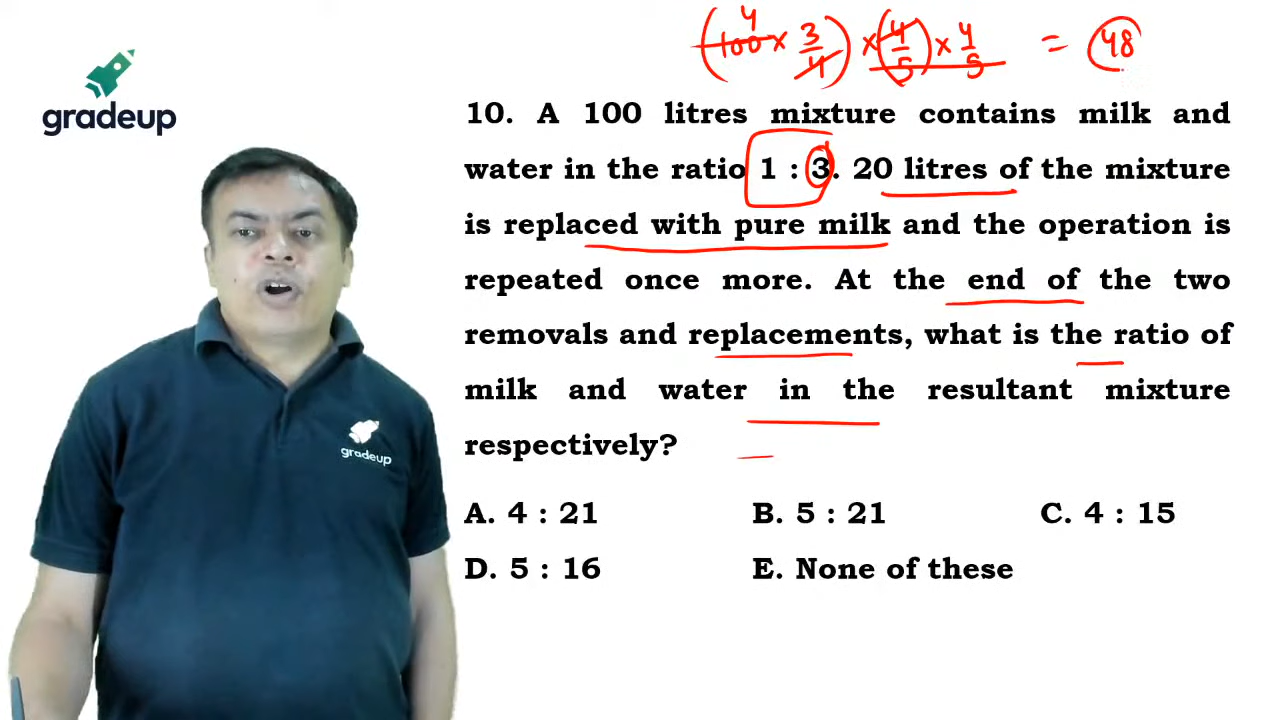 (100 × 3/4) × (4/5) × 4/5 = 48
4
gradeup
10. A 100 litres mixture contains milk and
water in the ratio 1 : 3. 20 litres of the mixture
is replaced with pure milk and the operation is
repeated once more. At the end of the two
removals and replacements, what is the ratio of
milk and water in the resultant mixture
respectively?
gradeup
A. 4 : 21 B. 5 : 21 C. 4 : 15
D. 5 : 16 E. None of these